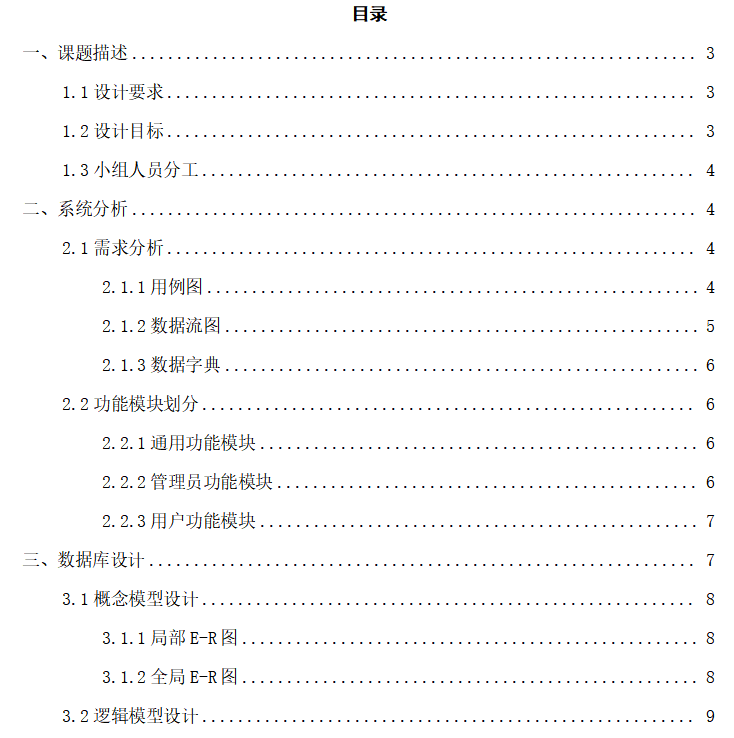 目录
一、课题描述 3
1.1 设计要求 3
1.2 设计目标 3
1.3 小组人员分工 4
二、系统分析 4
2.1 需求分析 4
2.1.1 用例图 4
2.1.2 数据流图 5
2.1.3 数据字典 6
2.2 功能模块划分 6
2.2.1 通用功能模块 6
2.2.2 管理员功能模块 6
2.2.3 用户功能模块 7
三、数据库设计 7
3.1 概念模型设计 8
3.1.1 局部 E-R 图 8
3.1.2 全局 E-R 图 8
3.2 逻辑模型设计 9